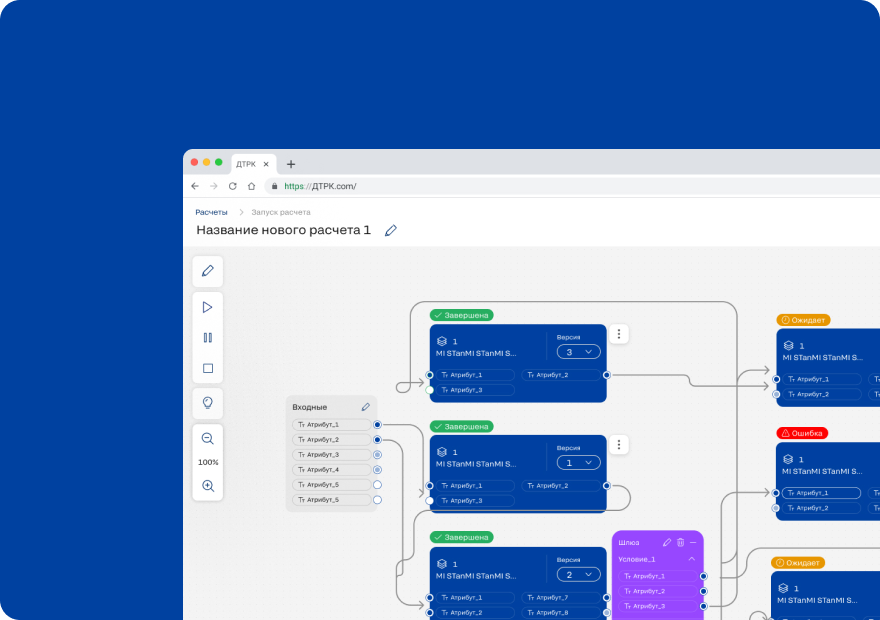 ДТРК
https://ДТРК.com/
Расчеты
Запуск расчета
Название нового расчета 1
100%
Входные
Атрибут_1
Атрибут_2
Атрибут_3
Атрибут_4
Атрибут_5
Атрибут_5
Завершена
1
MI STanMI STanMI S...
Версия
3
Атрибут_1
Атрибут_2
Атрибут_3
Завершена
1
MI STanMI STanMI S...
Версия
1
Атрибут_1
Атрибут_2
Атрибут_3
Завершена
1
MI STanMI STanMI S...
Версия
2
Атрибут_1
Атрибут_7
Атрибут_2
Атрибут_8
Шлюз
Условие_1
Атрибут_1
Атрибут_2
Атрибут_3
Ожидает
1
MI STanMI STanMI S...
Атрибут_1
Атрибут_2
Ошибка
1
MI STanMI STanMI S...
Атрибут_1
Атрибут_2
Ожидает
1
MI STanMI STanMI S...